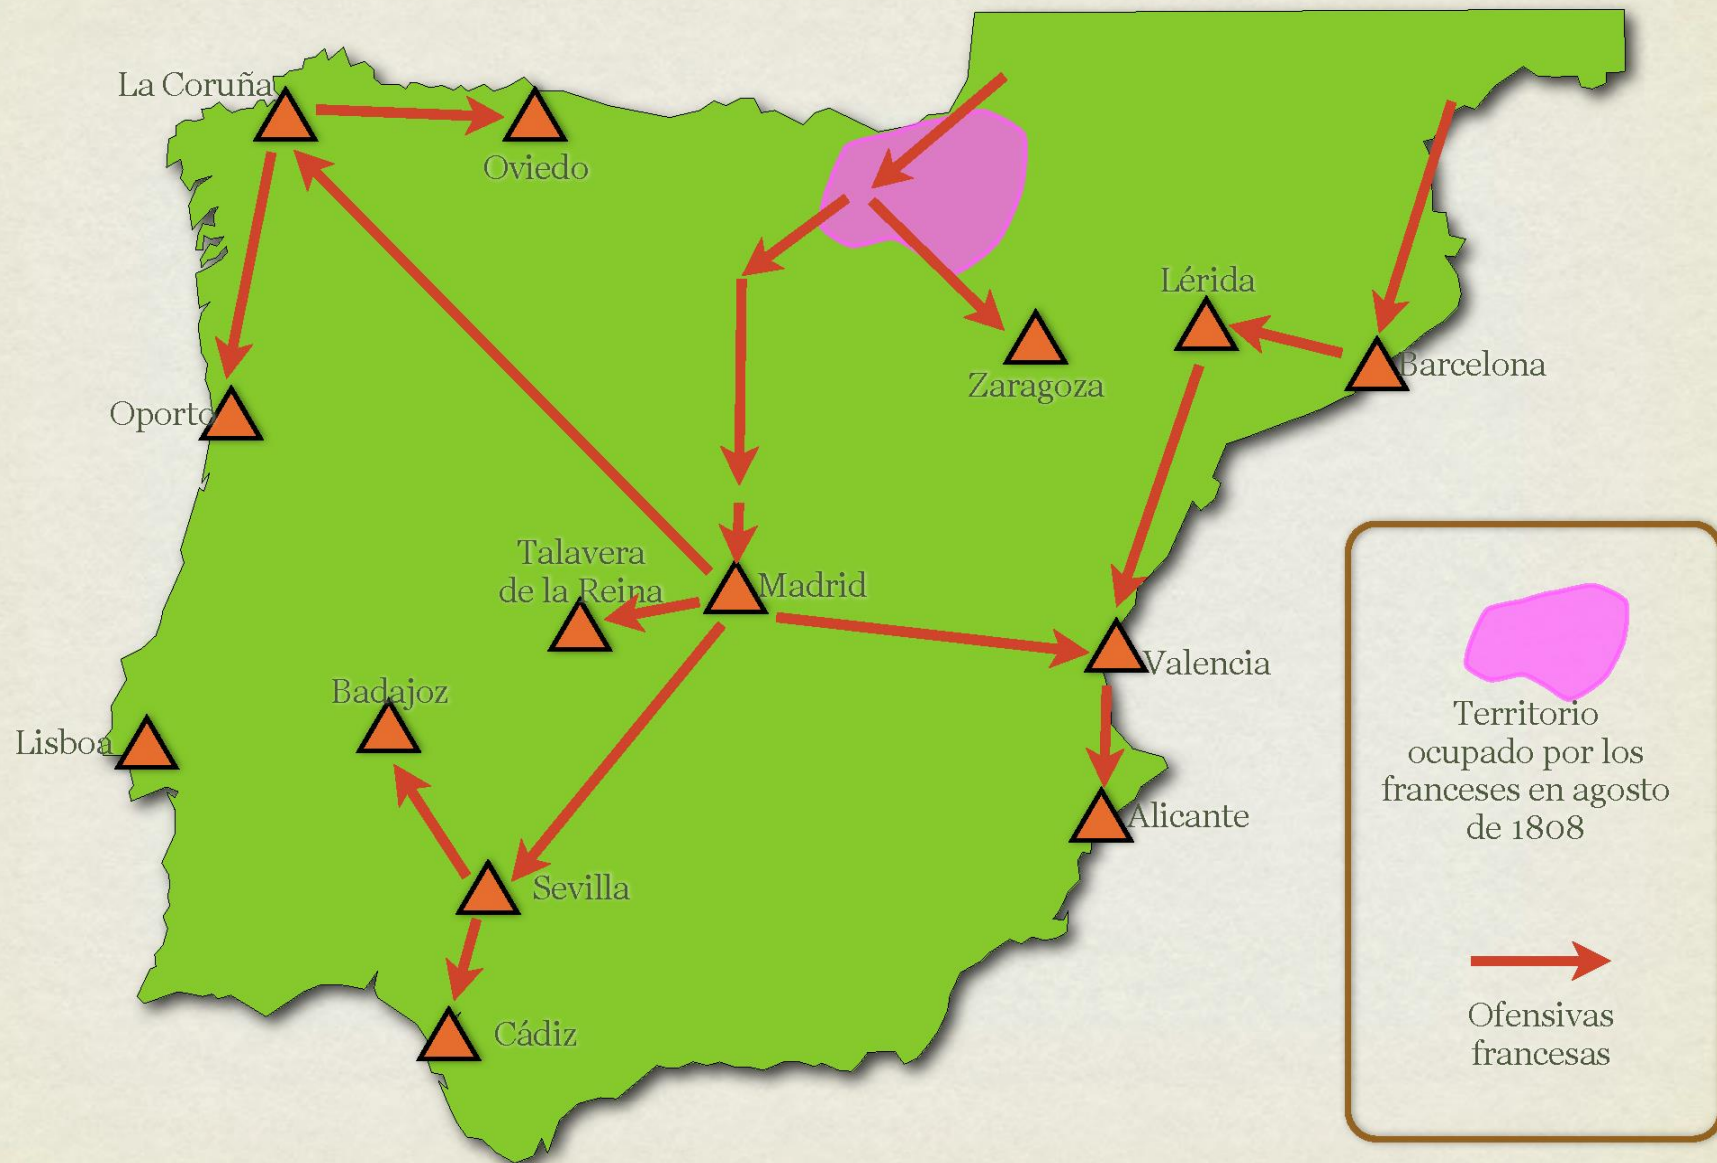 La Coruña
Oviedo
Lérida
Barcelona
Zaragoza
Oporto
Talavera
de la Reina
Madrid
Valencia
Badajoz
Lisboa
Alicante
Sevilla
Cádiz
Territorio
ocupado por los
franceses en agosto
de 1808
Ofensivas
francesas